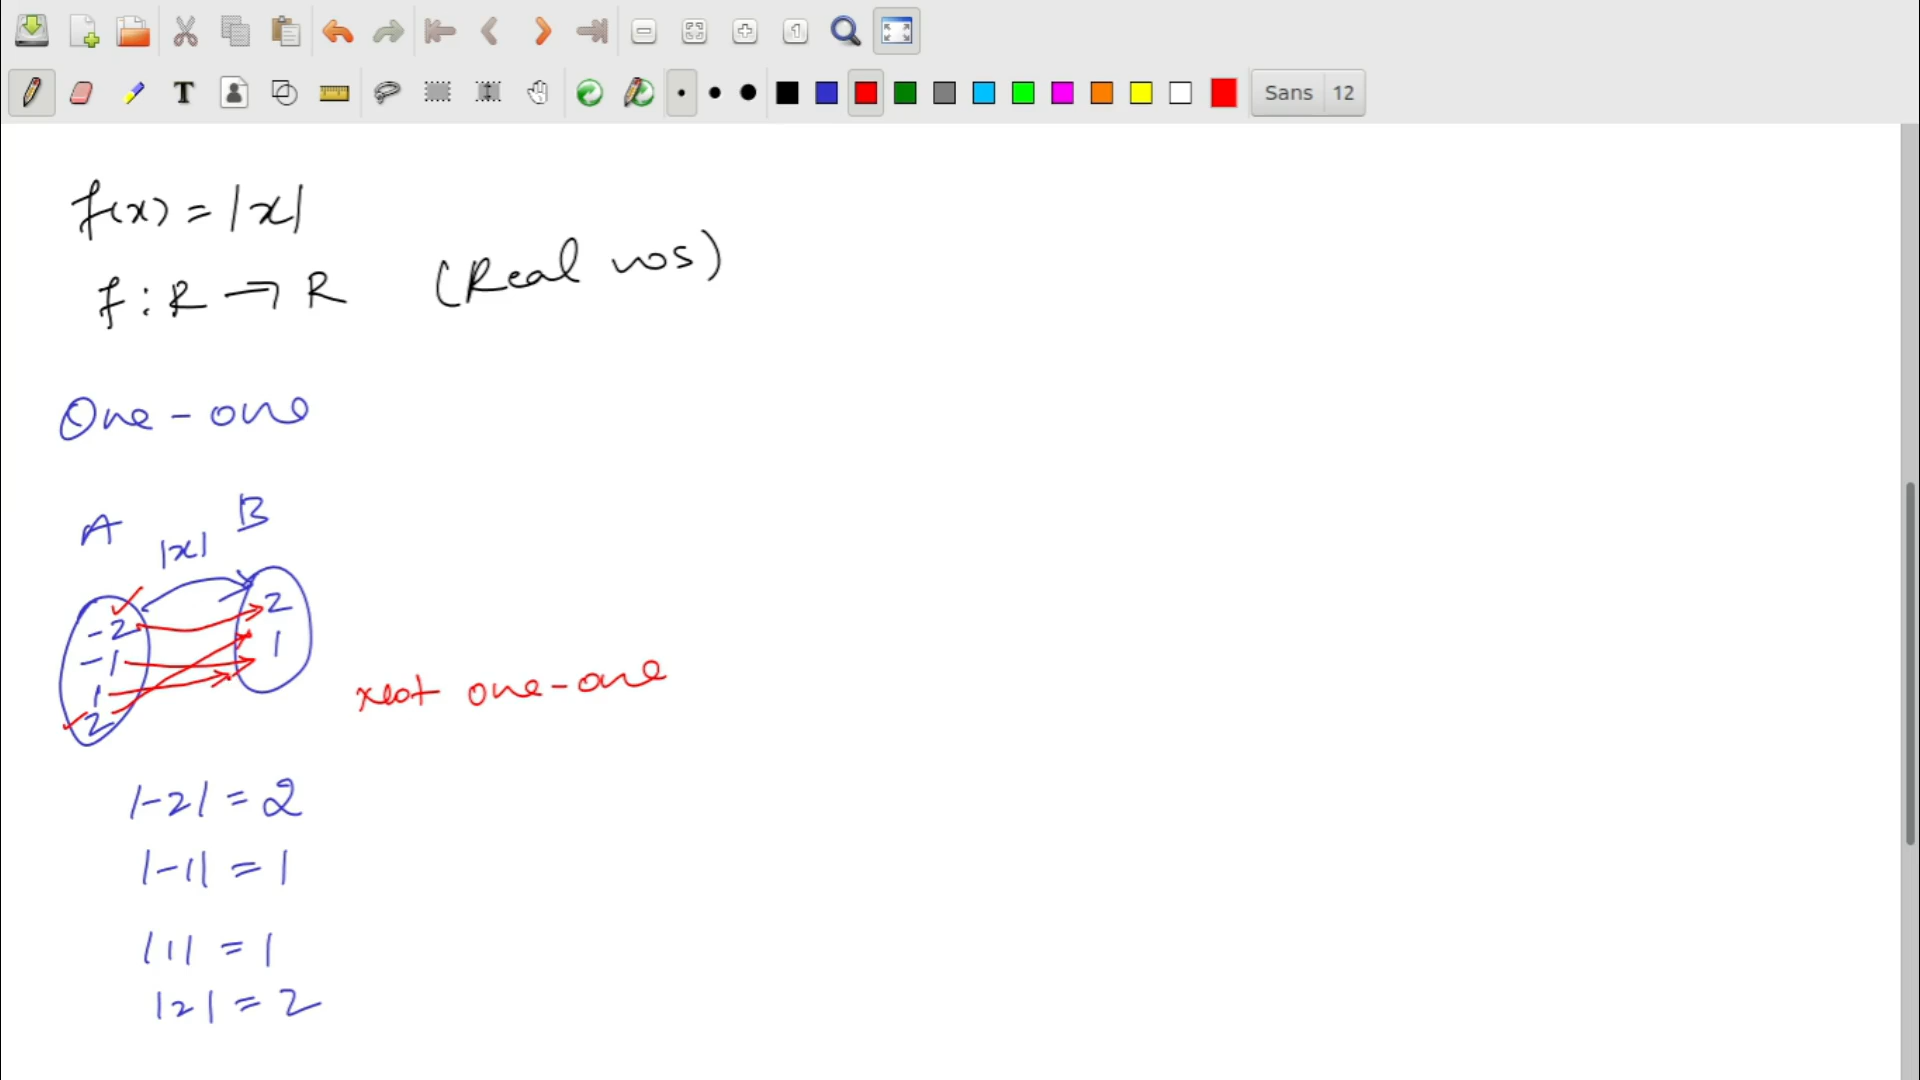 T
1
Sans 12
f(x) = |x|
f : R → R (Real nos)
One - one
A B
|x|
-2 2
-1 1
1
2
not one-one
|-2| = 2
|-1| = 1
|1| = 1
|2| = 2